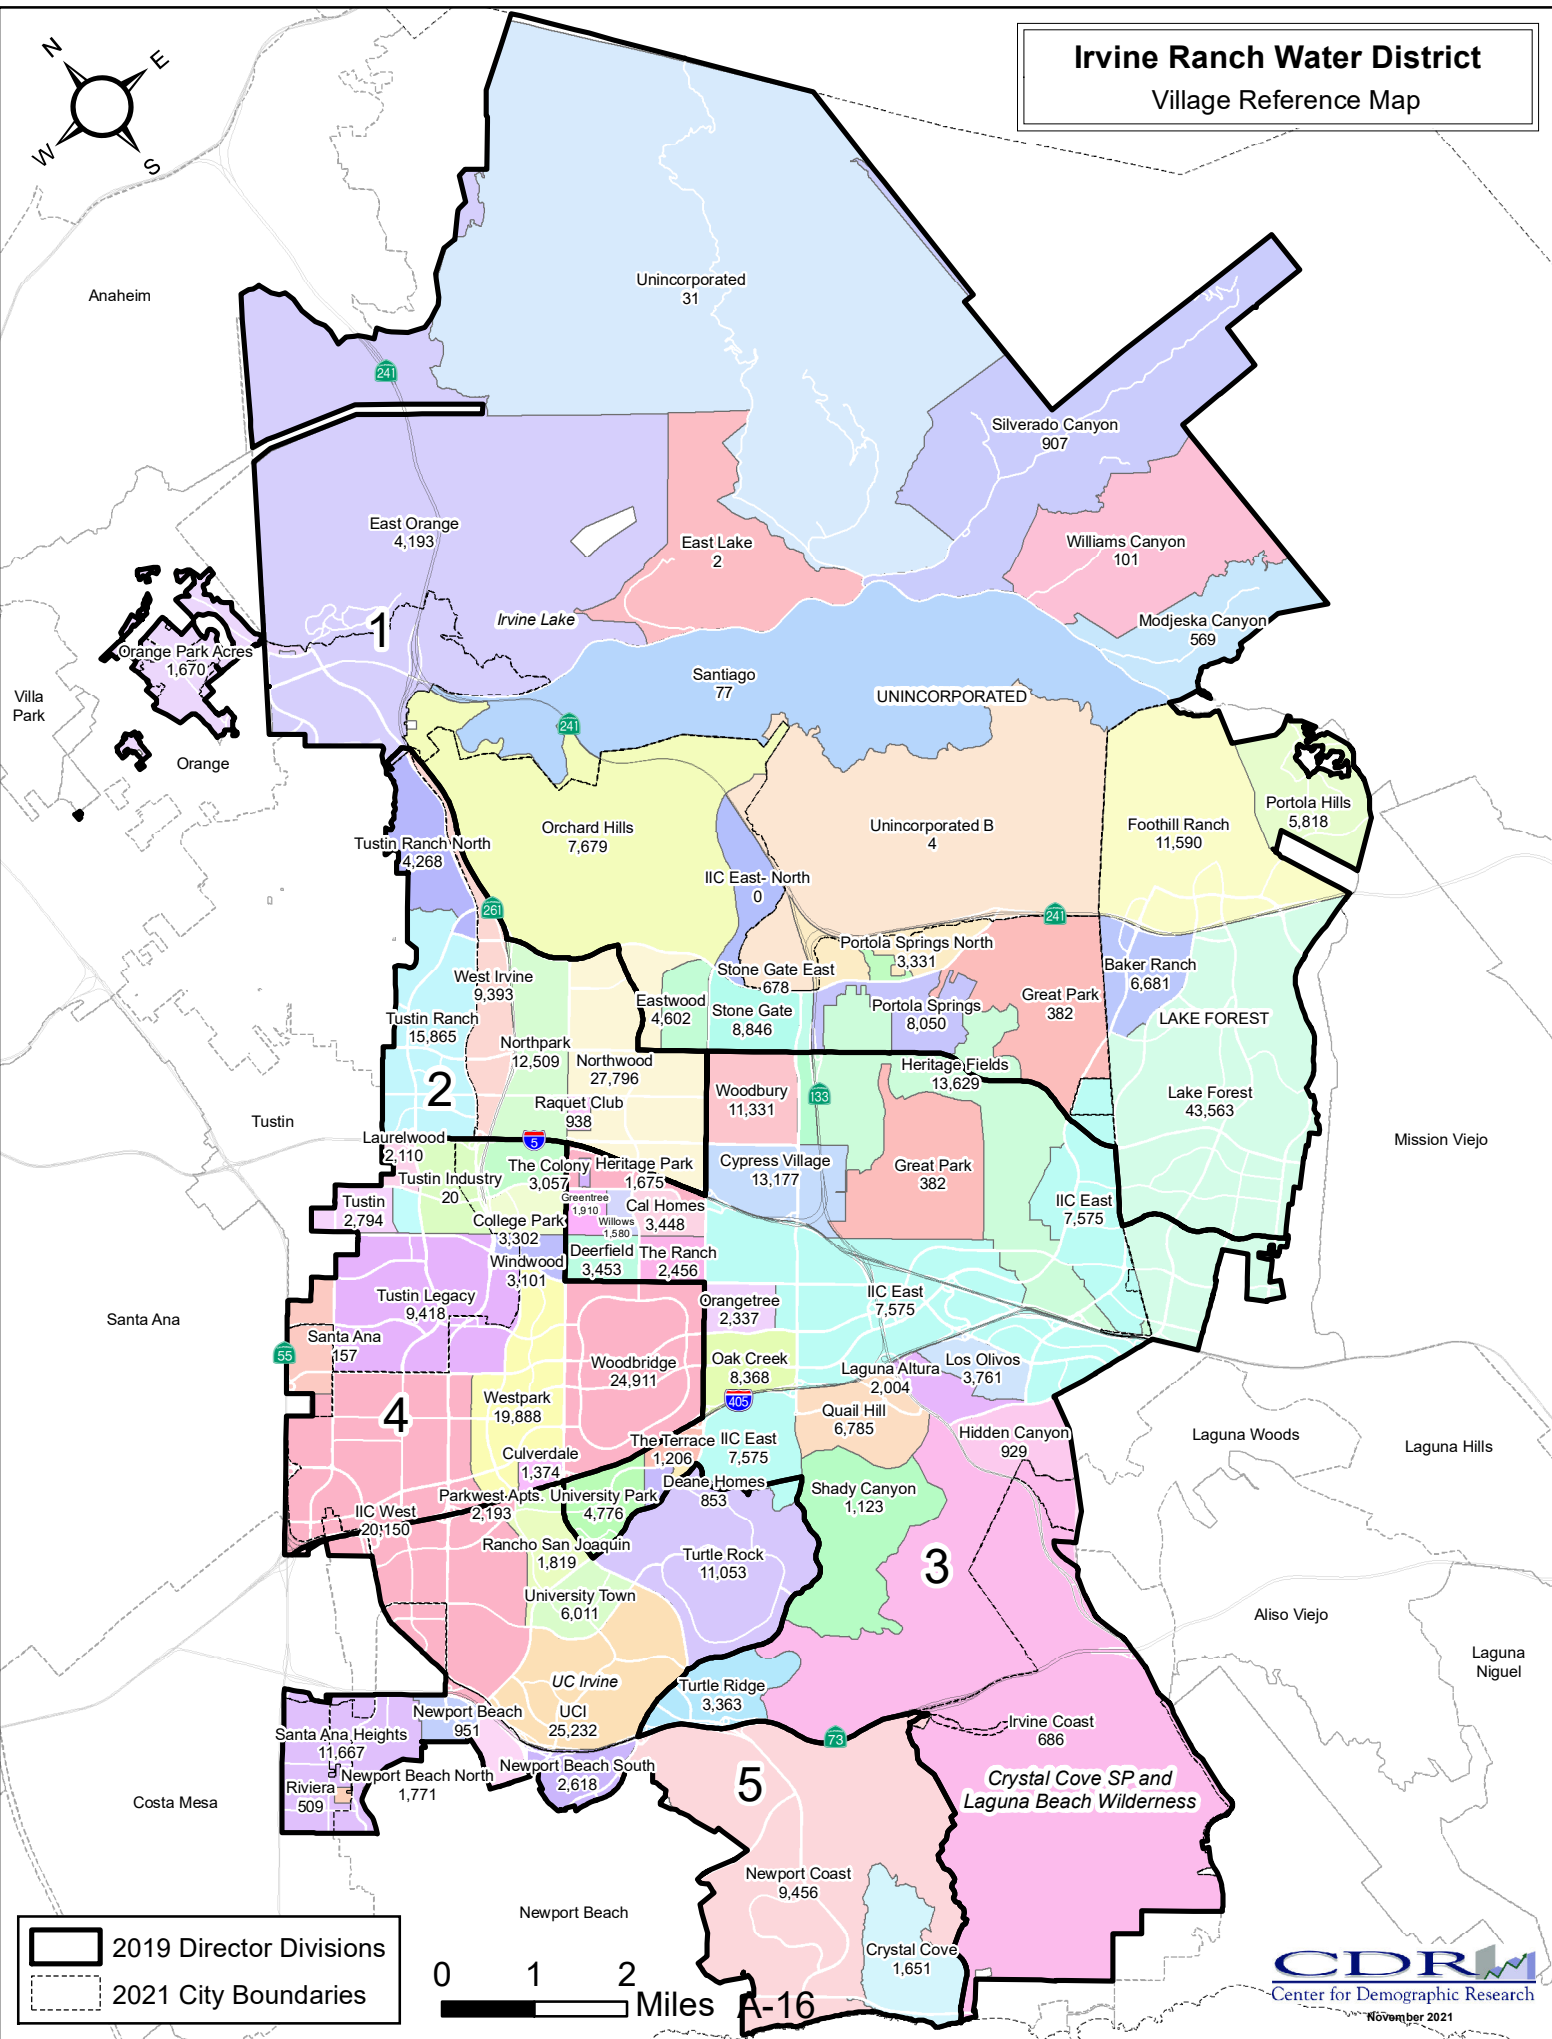 Irvine Ranch Water District
Village Reference Map
N
E
W
S
Anaheim
Unincorporated
31
241
Silverado Canyon
907
East Orange
4,193
East Lake
2
Williams Canyon
101
Irvine Lake
1
Modjeska Canyon
569
Orange Park Acres
1,670
Santiago
77
UNINCORPORATED
Villa
Park
241
Orange
Portola Hills
5,818
Orchard Hills
7,679
Unincorporated B
4
Foothill Ranch
11,590
Tustin Ranch North
4,268
IIC East- North
0
261
241
Portola Springs North
3,331
Stone Gate East
678
Baker Ranch
6,681
West Irvine
9,393
Eastwood
4,602
Stone Gate
8,846
Portola Springs
8,050
Great Park
382
LAKE FOREST
Tustin Ranch
15,865
Northpark
12,509
Northwood
27,796
Heritage Fields
13,629
2
Woodbury
11,331
133
Lake Forest
43,563
Raquet Club
938
Tustin
Mission Viejo
Laurelwood
2,110
5
The Colony
3,057
Heritage Park
1,675
Cypress Village
13,177
Great Park
382
Tustin Industry
20
Greentree
1,910
Tustin
2,794
Cal Homes
3,448
IIC East
7,575
College Park
3,302
Willows
1,580
Deerfield
3,453
The Ranch
2,456
Windwood
3,101
Tustin Legacy
9,418
Orangetree
2,337
IIC East
7,575
Santa Ana
Santa Ana
157
55
Woodbridge
24,911
Oak Creek
8,368
Laguna Altura
2,004
Los Olivos
3,761
4
Westpark
19,888
405
Quail Hill
6,785
Hidden Canyon
929
Laguna Woods
Laguna Hills
Culverdale
1,374
The Terrace
1,206
IIC East
7,575
Deane Homes
853
Shady Canyon
1,123
Parkwest Apts.
2,193
University Park
4,776
IIC West
20,150
Rancho San Joaquin
1,819
Turtle Rock
11,053
3
University Town
6,011
Aliso Viejo
Laguna
Niguel
UC Irvine
UCI
25,232
Turtle Ridge
3,363
Newport Beach
951
Santa Ana Heights
11,667
73
Irvine Coast
686
Newport Beach South
2,618
Newport Beach North
1,771
Riviera
509
5
Crystal Cove SP and
Laguna Beach Wilderness
Costa Mesa
Newport Coast
9,456
Newport Beach
Crystal Cove
1,651
2019 Director Divisions
2021 City Boundaries
0 1 2
Miles
A-16
CDR
Center for Demographic Research
November 2021